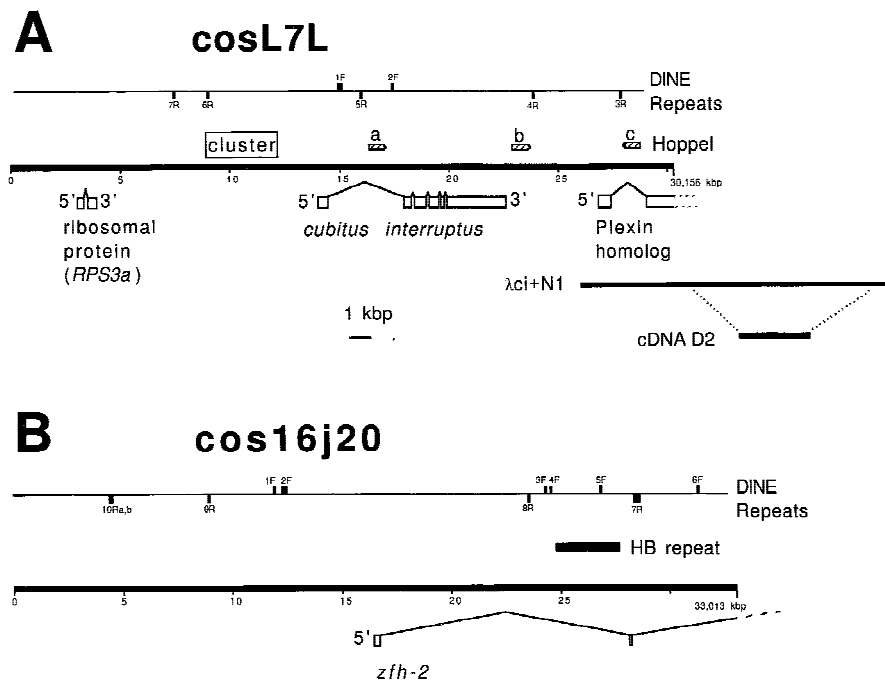 A cosL7L
1F 2F DINE
7R 6R 5R 4R 3R Repeats
cluster a b c Hoppel
0 5 10 15 20 25 30,156 kbp
5' 3' 5' 3' 5'
ribosomal cubitus interruptus Plexin
protein homolog
(RPS3a)
λci+N1
1 kbp
cDNA D2
B cos16j20
1F 2F 3F 4F 5F 6F DINE
10Ra,b 9R 8R 7R Repeats
HB repeat
0 5 10 15 20 25 33,013 kbp
5'
zfh-2